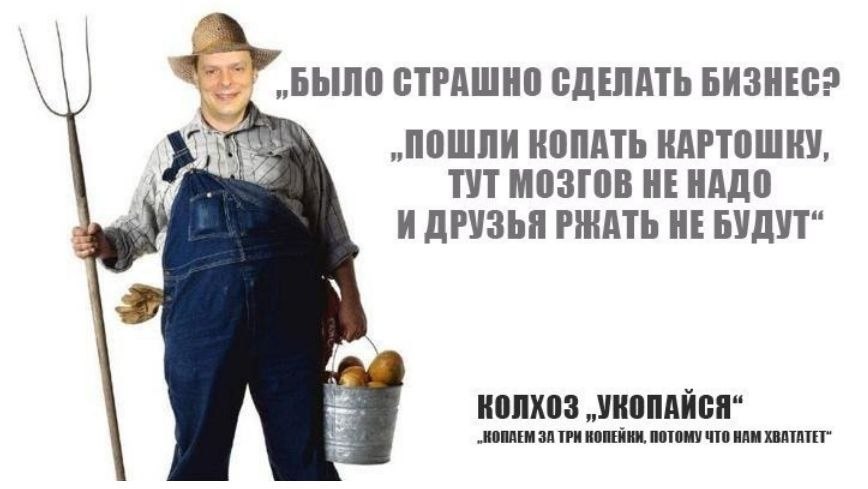 „БЫЛО СТРАШНО СДЕЛАТЬ БИЗНЕС?
„ПОШЛИ КОПАТЬ КАРТОШКУ,
ТУТ МОЗГОВ НЕ НАДО
И ДРУЗЬЯ РЖАТЬ НЕ БУДУТ“
КОЛХОЗ „УКОПАЙСЯ“
„КОПАЕМ ЗА ТРИ КОПЕЙКИ, ПОТОМУ ЧТО НАМ ХВАТАТЕТ“